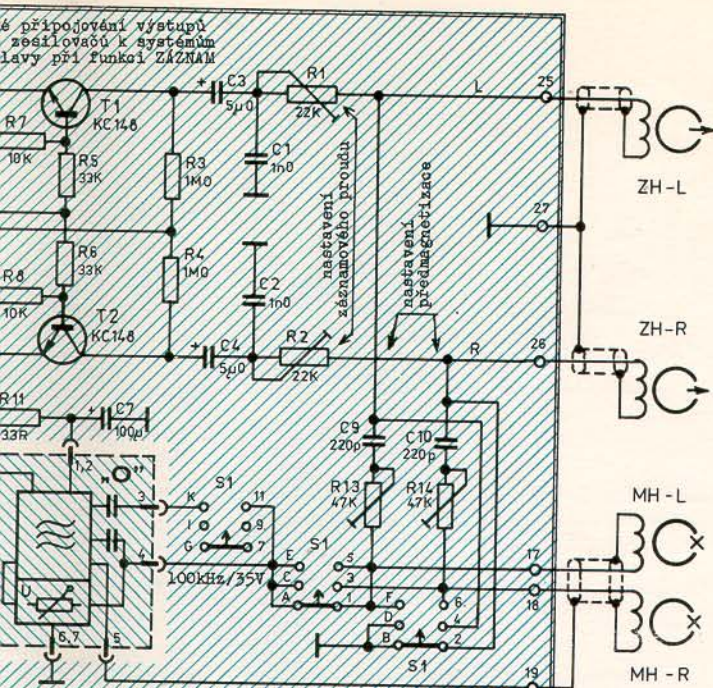 é připojování výstupů
zesilovačů k systémům
lavy při funkci ZÁZNAM
T1
KC148
R7
10K
R5
33K
R3
1M0
C3
5µ0
C1
1n0
R1
22K
L
25
ZH-L
27
nastavení
záznamového proudu
nastavení
předmagnetizace
R6
33K
R4
1M0
C2
1n0
R8
10K
T2
KC148
C4
5µ0
R2
22K
R
26
ZH-R
R11
33R
C7
100µ
1,2
„O"
C9
220p
C10
220p
R13
47K
R14
47K
3
4
K
I
G
S1
11
9
7
100kHz/35V
E
C
A
S1
5
3
1
F
D
B
6
4
2
S1
17
18
19
MH-L
MH-R
U
6,7
5